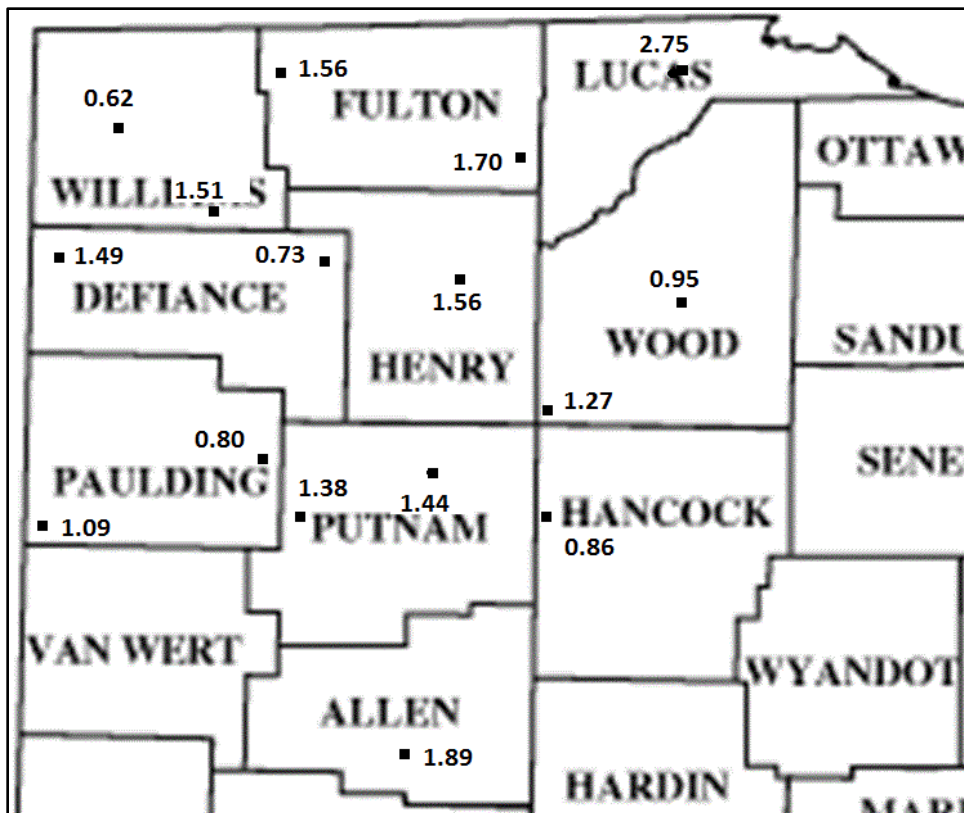 2.75
LUCAS
1.56
0.62
FULTON
OTTAW
1.70
WILLIAMS
1.51
1.49
0.73
DEFIANCE
1.56
0.95
WOOD
SANDU
HENRY
1.27
0.80
PAULDING
1.38
1.44
SENE
HANCOCK
PUTNAM
1.09
0.86
VAN WERT
WYANDOT
ALLEN
1.89
HARDIN
MARI